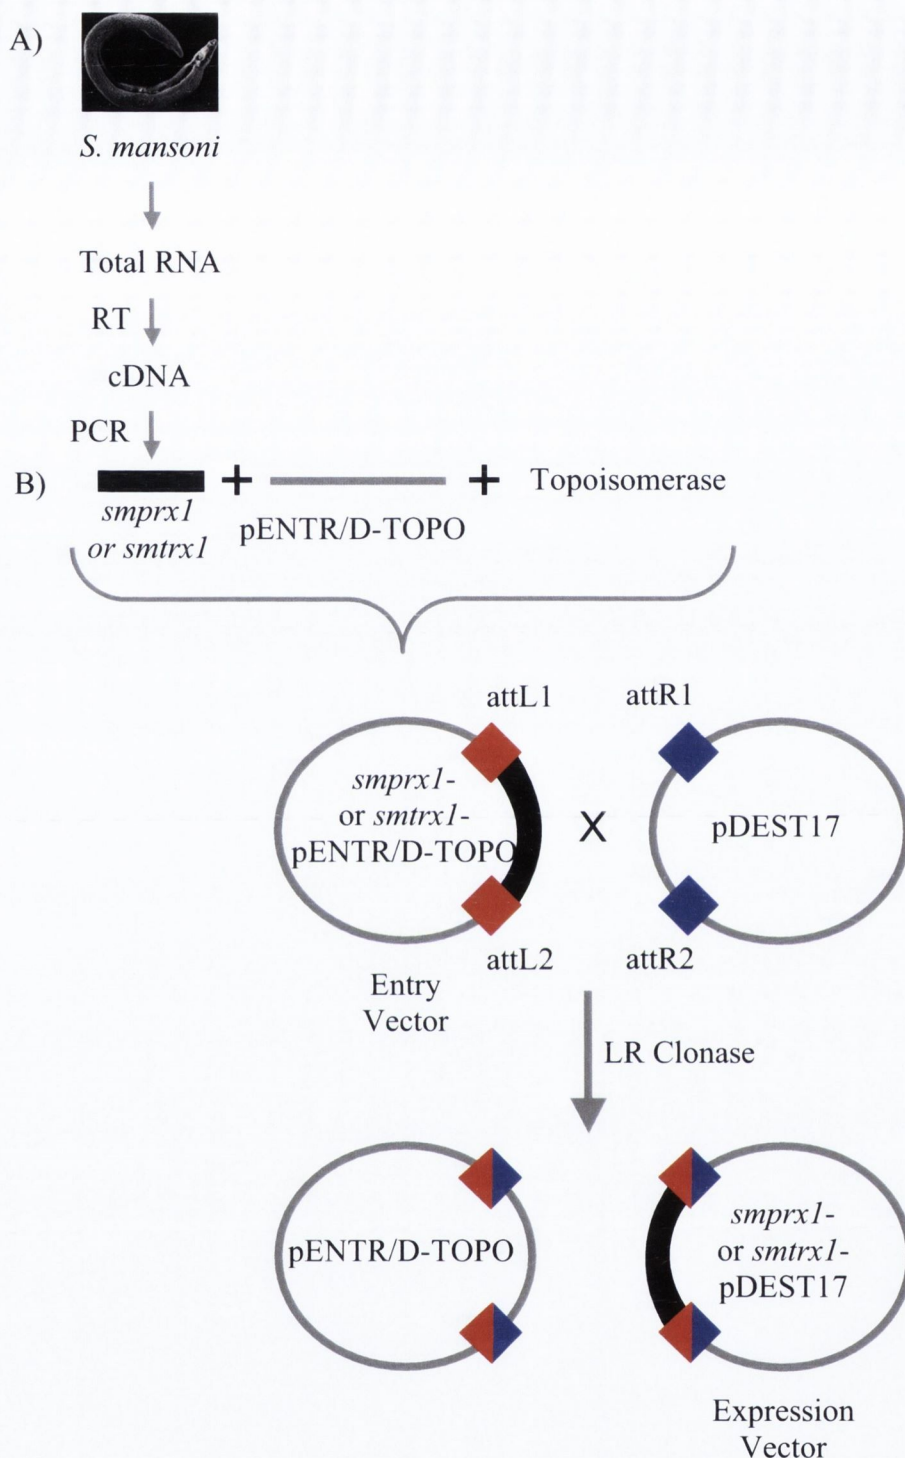 A)
S. mansoni
Total RNA
RT
cDNA
PCR
B)
+
+
Topoisomerase
smprx1
or smtrx1
pENTR/D-TOPO
attL1
attR1
smprx1-
or smtrx1-
pENTR/D-TOPO
X
pDEST17
attL2
attR2
Entry
Vector
LR Clonase
pENTR/D-TOPO
smprx1-
or smtrx1-
pDEST17
Expression
Vector